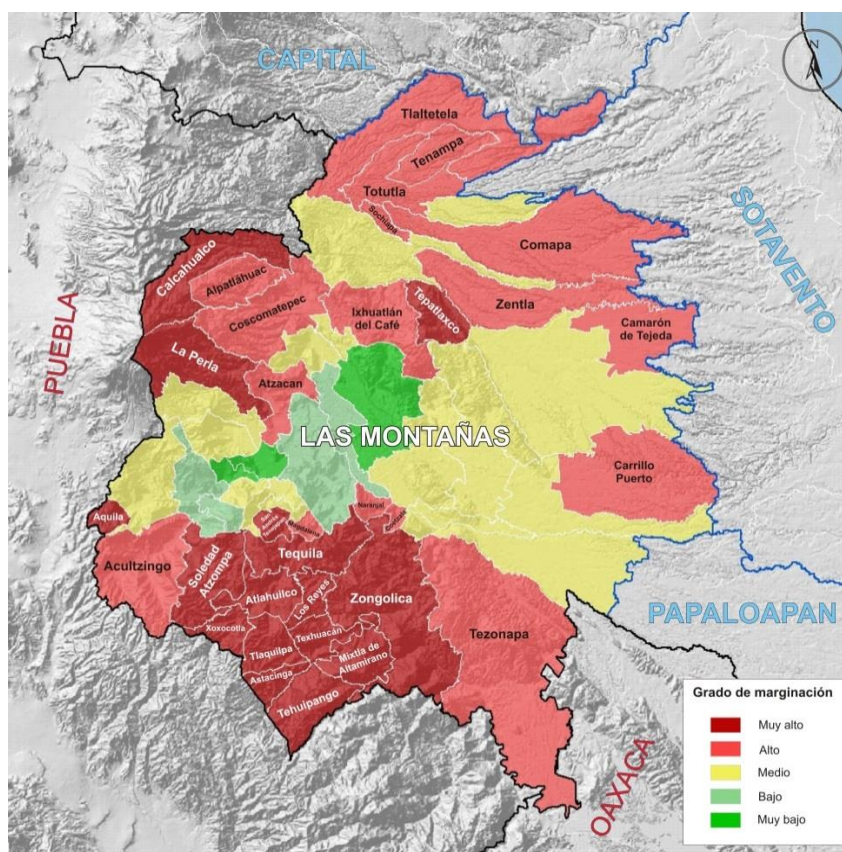 CAPITAL
N
Tlaltetela
Tenampa
Totutla
Sochiapa
Comapa
SOTAVENTO
Calcahualco
Alpatláhuac
Coscomatepec
Ixhuatlán
del Café
Tepatlaxco
Zentla
Camarón
de Tejeda
PUEBLA
La Perla
Atzacan
LAS MONTAÑAS
Carrillo
Puerto
Aquila
Naranjal
Magdalena
Acultzingo
Soledad
Atzompa
Tequila
Atlahuilco
Los Reyes
Zongolica
PAPALOAPAN
Xoxocotla
Texhuacán
Tezonapa
Tlaquilpa
Mixtla de
Altamirano
Astacinga
Tehuipango
OAXACA
Grado de marginación
Muy alto
Alto
Medio
Bajo
Muy bajo